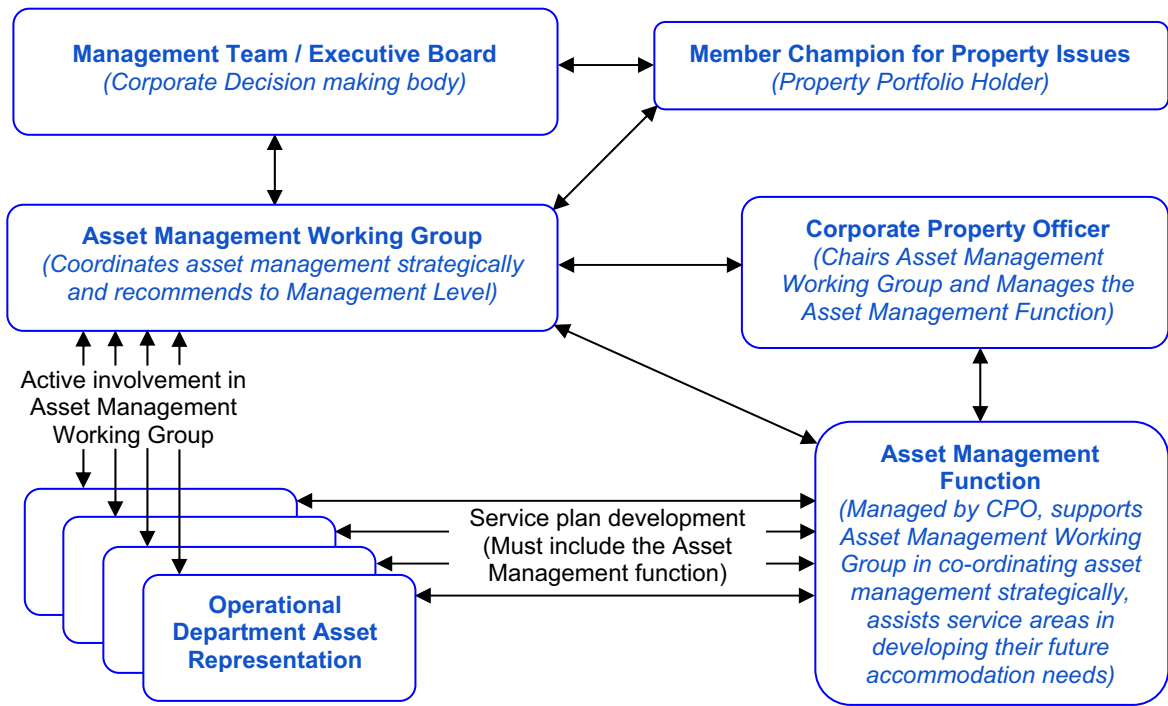 Management Team / Executive Board
(Corporate Decision making body)
Member Champion for Property Issues
(Property Portfolio Holder)
Asset Management Working Group
(Coordinates asset management strategically
and recommends to Management Level)
Corporate Property Officer
(Chairs Asset Management
Working Group and Manages the
Asset Management Function)
Active involvement in
Asset Management
Working Group
Service plan development
(Must include the Asset
Management function)
Operational
Department Asset
Representation
Asset Management
Function
(Managed by CPO, supports
Asset Management Working
Group in co-ordinating asset
management strategically,
assists service areas in
developing their future
accommodation needs)